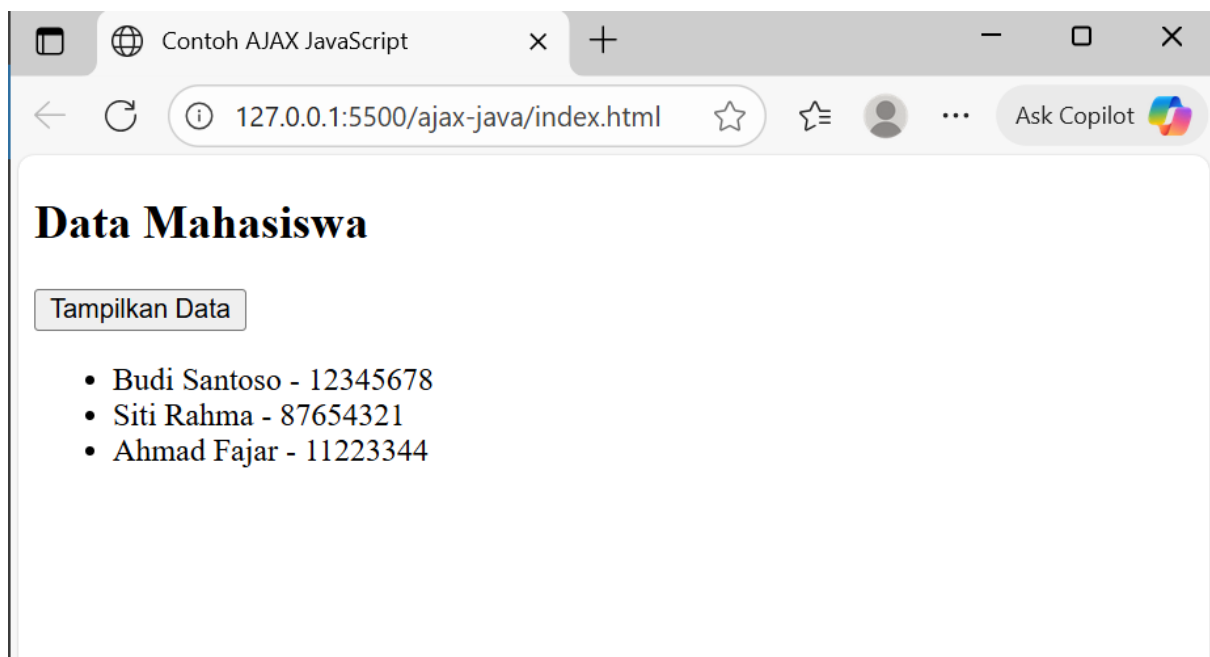 Contoh AJAX JavaScript
127.0.0.1:5500/ajax-java/index.html
Ask Copilot
Data Mahasiswa
Tampilkan Data
• Budi Santoso - 12345678
• Siti Rahma - 87654321
• Ahmad Fajar - 11223344